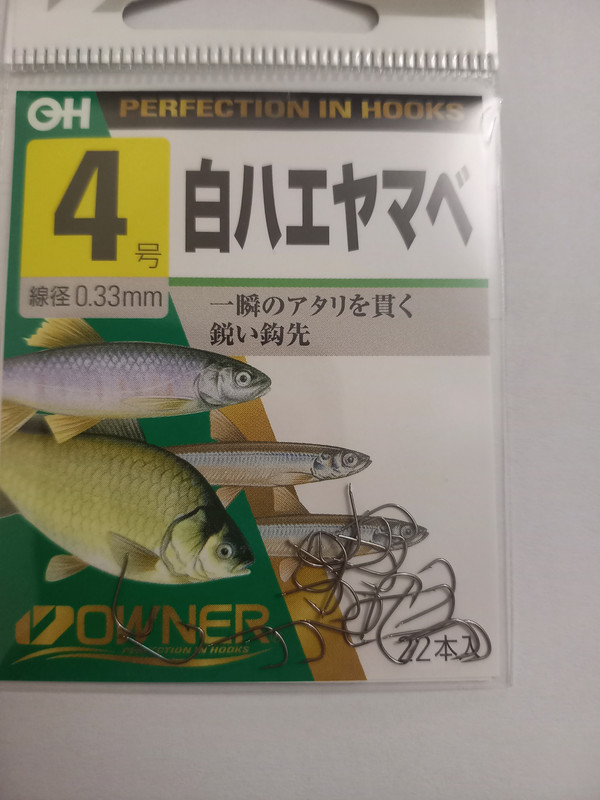 OH PERFECTION IN HOOKS
4号
白ハエヤマベ
線径 0.33mm
一瞬のアタリを貫く
鋭い鈎先
OWNER
PERFECTION IN HOOKS
22本入